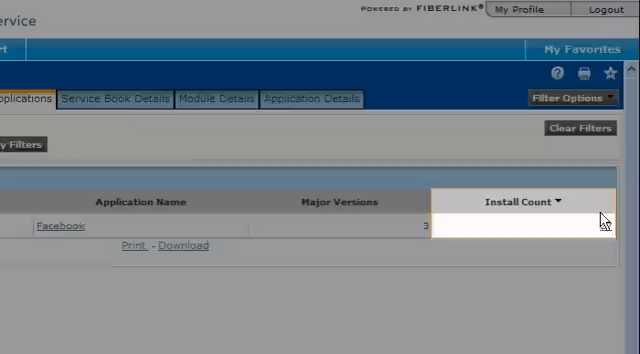 POWERED BY FIBERLINK®
My Profile
Logout
ervice
rt
My Favorites
pplications
Service Book Details
Module Details
Application Details
Filter Options
Clear Filters
y Filters
Application Name
Major Versions
Install Count
Facebook
3
Print - Download